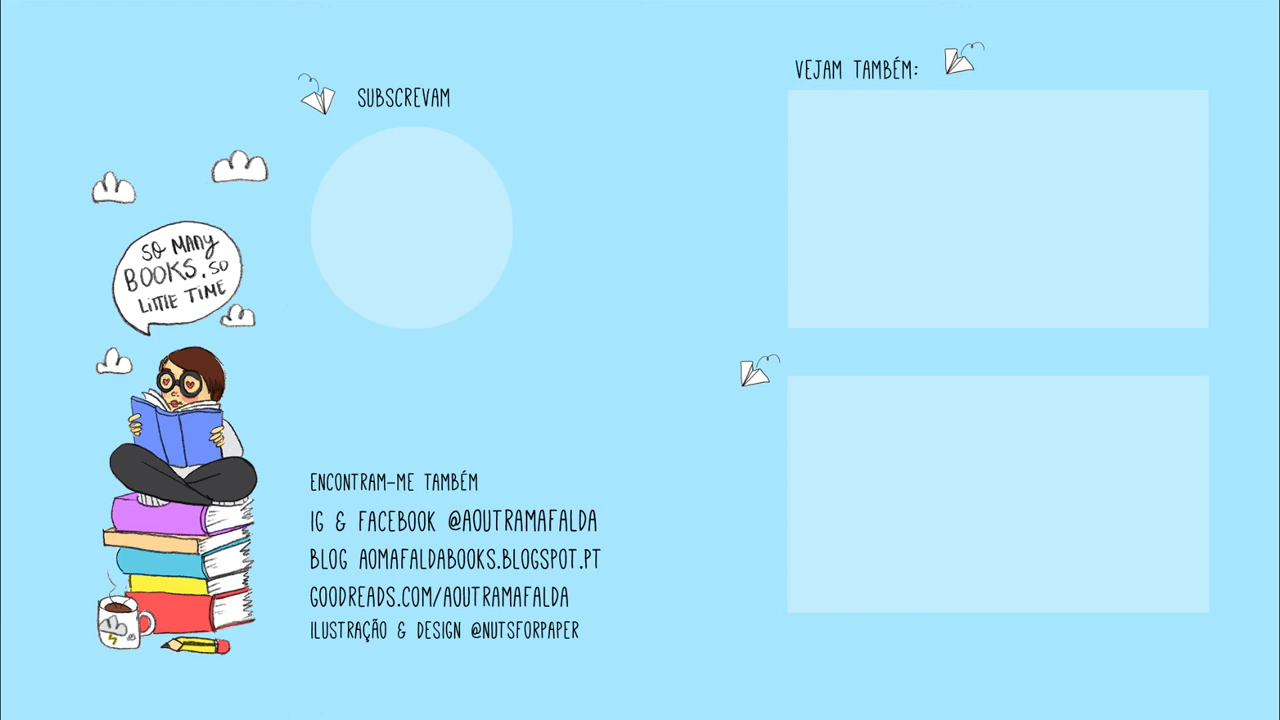 SUBSCREVAM
VEJAM TAMBÉM:
SO MANY
BOOKS, SO
LITTLE TIME
ENCONTRAM-ME TAMBÉM
IG & FACEBOOK @AOUTRAMAFALDA
BLOG AOMAFALDABOOKS.BLOGSPOT.PT
GOODREADS.COM/AOUTRAMAFALDA
ILUSTRAÇÃO & DESIGN @NUTSFORPAPER